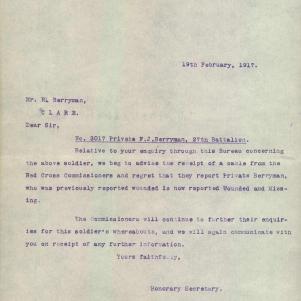 19th February, 1917.
Mr. H. Berryman,
C L A R E.
Dear Sir,
No. 3017 Private F.J.Berryman, 27th Battalion.
Relative to your enquiry through this Bureau concerning
the above soldier, we beg to advise the receipt of a cable from the
Red Cross Commissioners and regret that they report Private Berryman,
who was previously reported wounded is now reported Wounded and Miss-
ing.
The Commissioners will continue to further their enquir-
ies for this soldier's whereabouts, and we will again communicate with
you on receipt of any further information.
Yours faithfully,
Honorary Secretary.